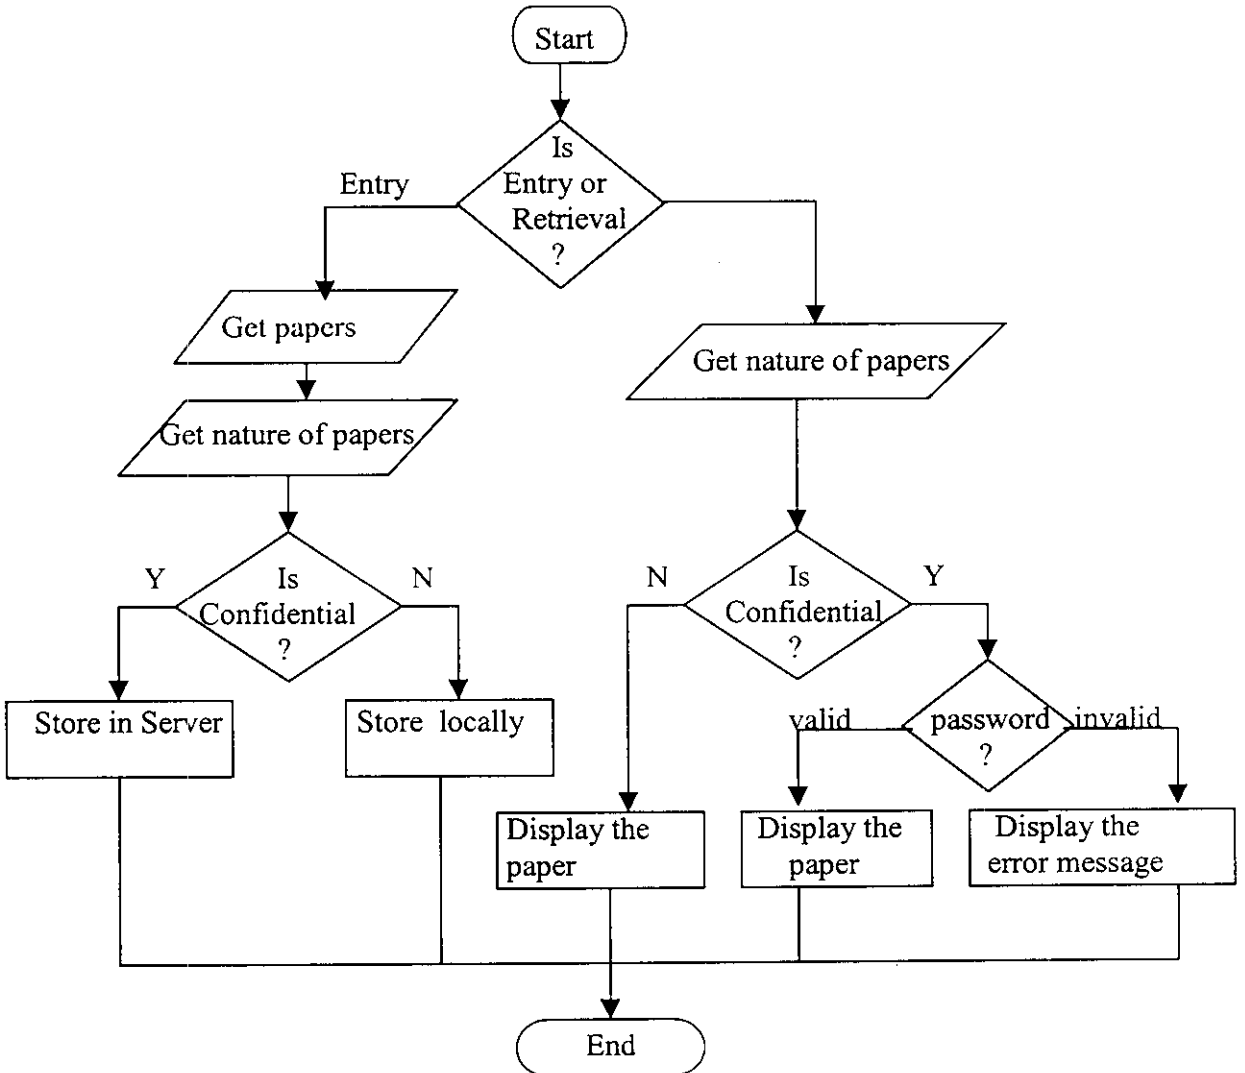 Start
Is
Entry or
Retrieval
?
Entry
Get papers
Get nature of papers
Get nature of papers
Y
Is
Confidential
?
N
N
Is
Confidential
?
Y
Store in Server
Store locally
valid
password
?
invalid
Display the
paper
Display the
paper
Display the
error message
End